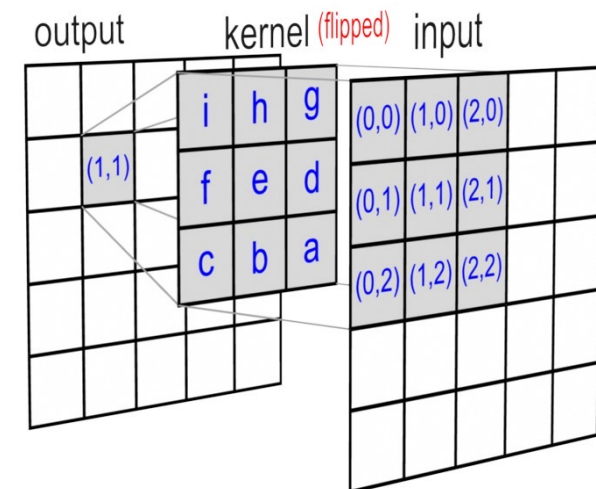 output kernel (flipped) input
i h g (0,0) (1,0) (2,0)
(1,1) f e d (0,1) (1,1) (2,1)
c b a (0,2) (1,2) (2,2)